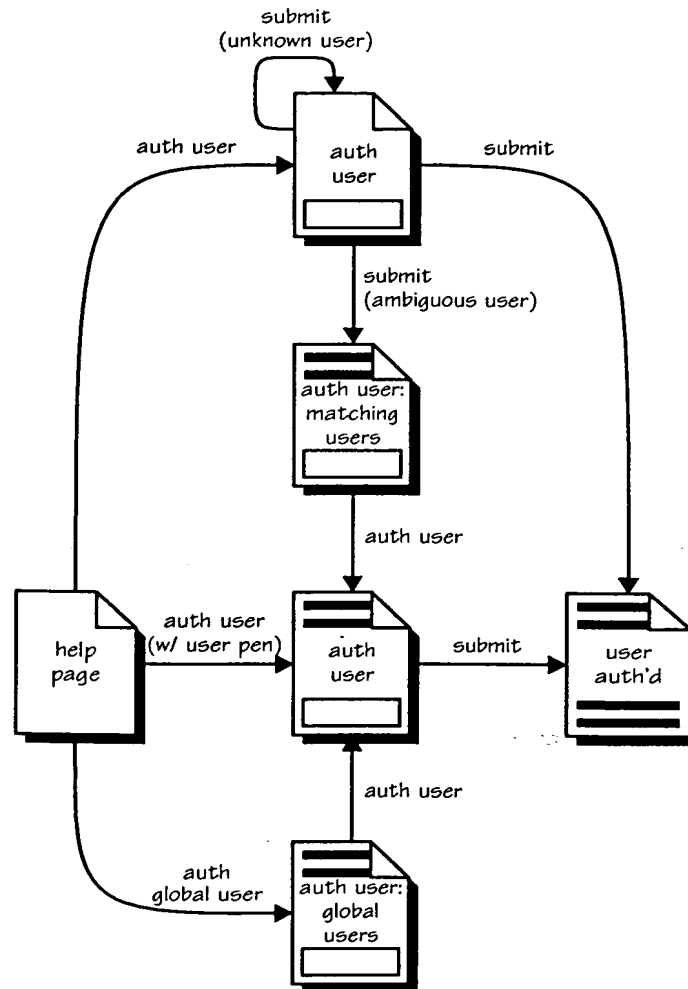 submit
(unknown user)
auth user
auth
user
submit
submit
(ambiguous user)
auth user:
matching
users
auth user
help
page
auth user
(w/ user pen)
auth
user
submit
user
auth'd
auth user
auth
global user
auth user:
global
users